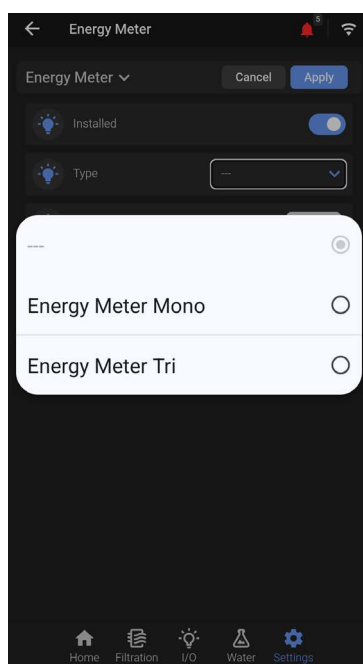 Energy Meter
5
Energy Meter
Cancel
Apply
Installed
Type
---
---
Energy Meter Mono
Energy Meter Tri
Home
Filtration
I/O
Water
Settings